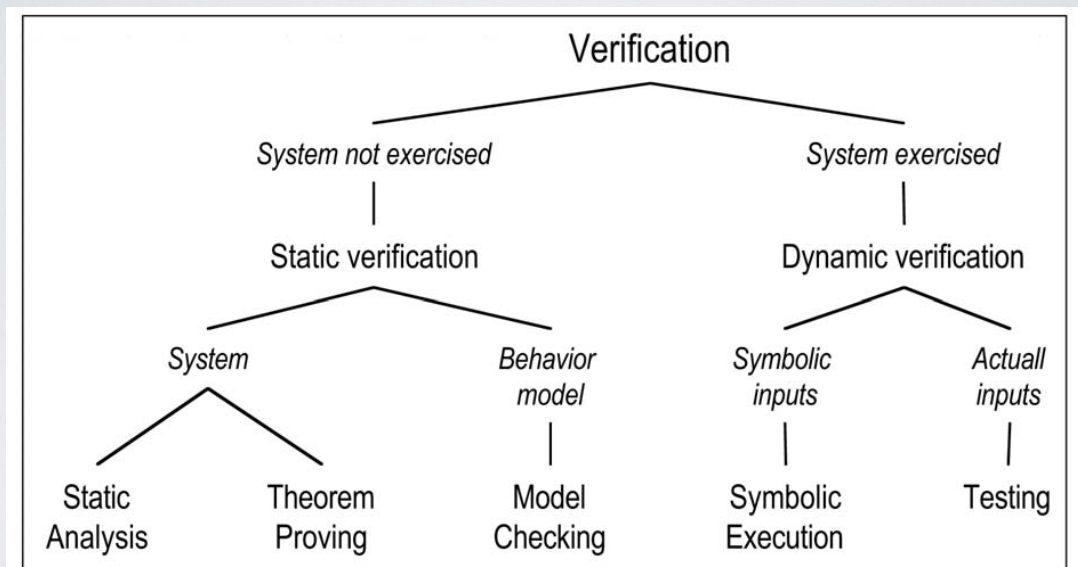 Verification
System not exercised
System exercised
Static verification
Dynamic verification
System
Behavior
model
Symbolic
inputs
Actuall
inputs
Static
Analysis
Theorem
Proving
Model
Checking
Symbolic
Execution
Testing